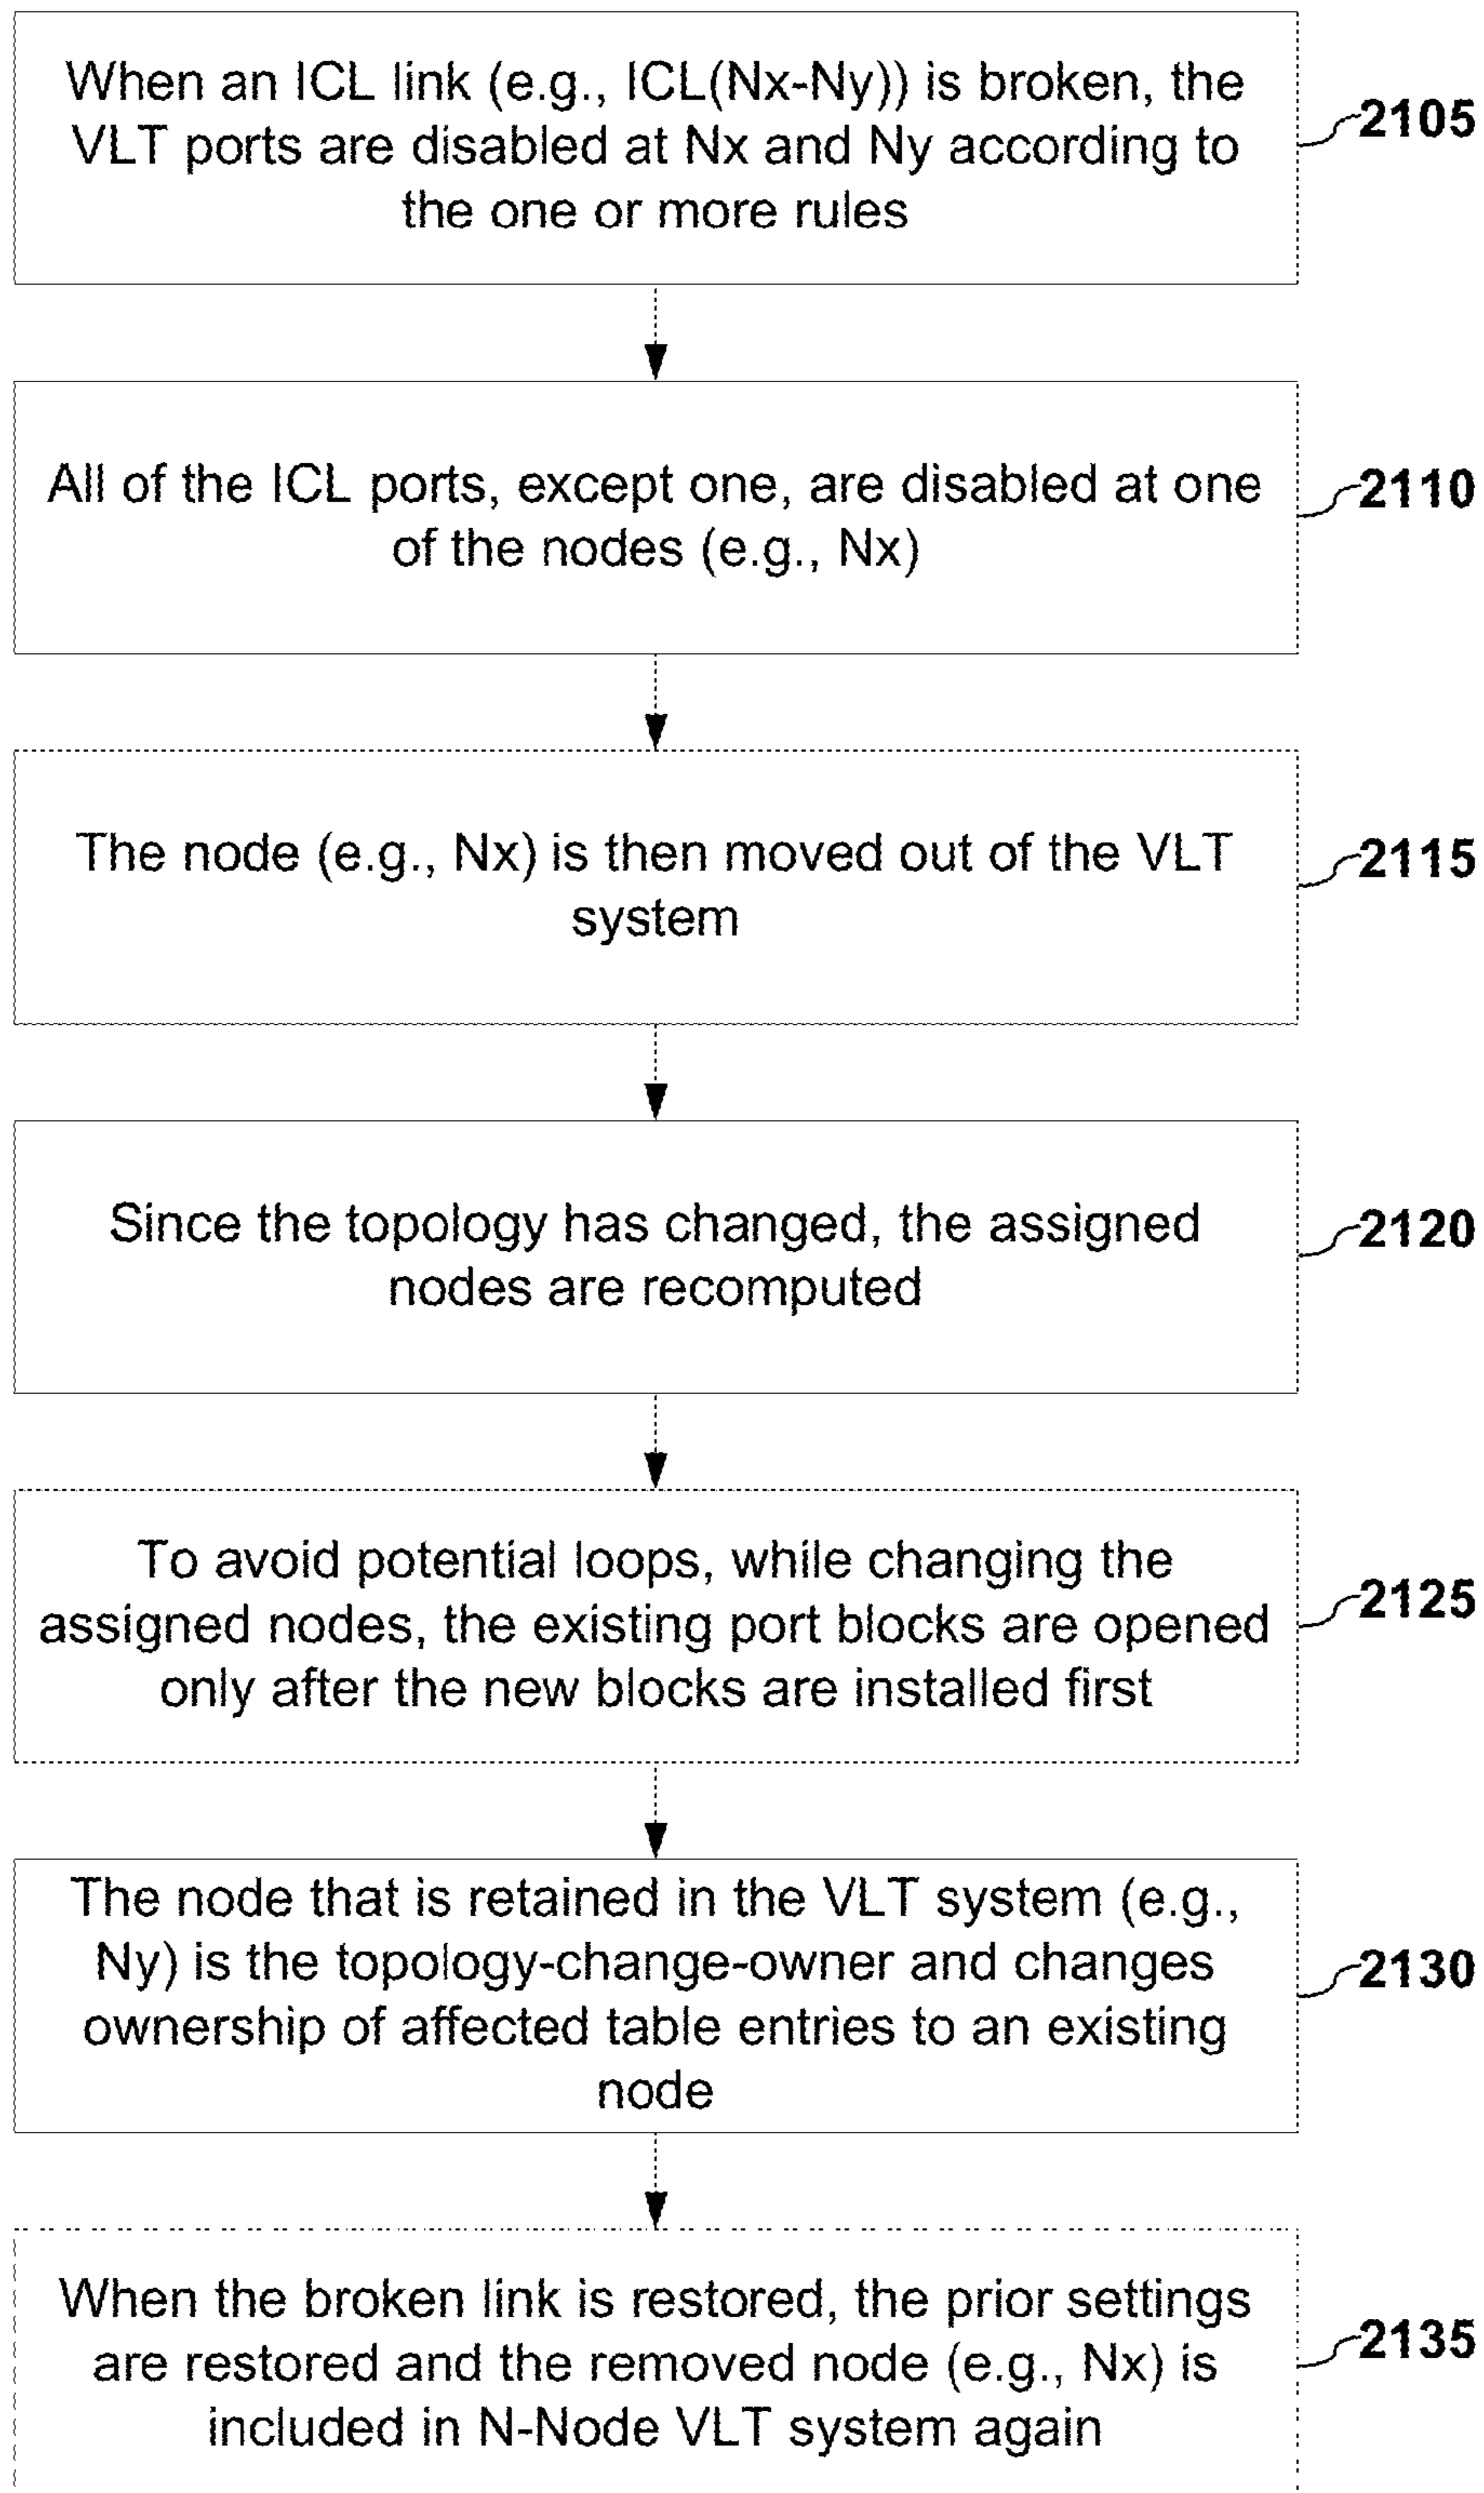 When an ICL link (e.g., ICL(Nx-Ny)) is broken, the
VLT ports are disabled at Nx and Ny according to
the one or more rules
2105
All of the ICL ports, except one, are disabled at one
of the nodes (e.g., Nx)
2110
The node (e.g., Nx) is then moved out of the VLT
system
2115
Since the topology has changed, the assigned
nodes are recomputed
2120
To avoid potential loops, while changing the
assigned nodes, the existing port blocks are opened
only after the new blocks are installed first
2125
The node that is retained in the VLT system (e.g.,
Ny) is the topology-change-owner and changes
ownership of affected table entries to an existing
node
2130
When the broken link is restored, the prior settings
are restored and the removed node (e.g., Nx) is
included in N-Node VLT system again
2135